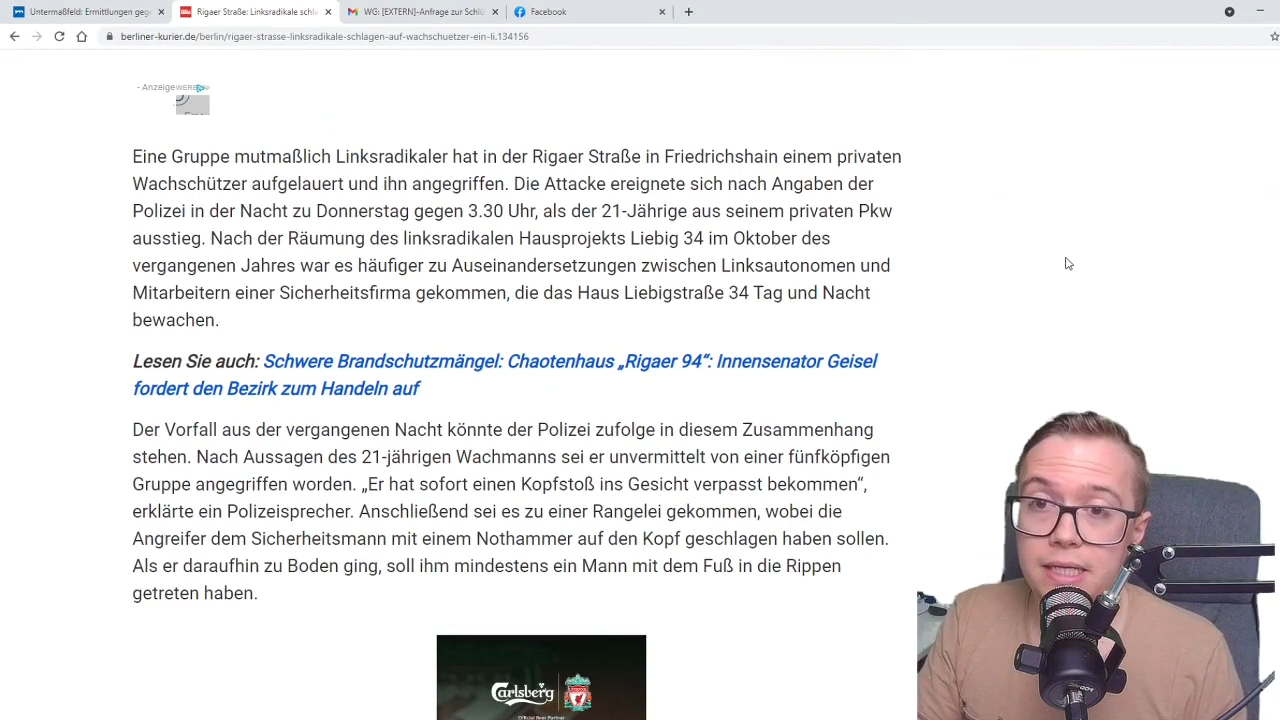 Untermaßfeld: Ermittlungen geg
Rigaer Straße: Linksradikale schla
WG: [EXTERN]-Anfrage zur Schlü
Facebook
berliner-kurier.de/berlin/rigaer-strasse-linksradikale-schlagen-auf-wachschuetzer-ein-li.134156
- Anzeige
Eine Gruppe mutmaßlich Linksradikaler hat in der Rigaer Straße in Friedrichshain einem privaten
Wachschützer aufgelauert und ihn angegriffen. Die Attacke ereignete sich nach Angaben der
Polizei in der Nacht zu Donnerstag gegen 3.30 Uhr, als der 21-Jährige aus seinem privaten Pkw
ausstieg. Nach der Räumung des linksradikalen Hausprojekts Liebig 34 im Oktober des
vergangenen Jahres war es häufiger zu Auseinandersetzungen zwischen Linksautonomen und
Mitarbeitern einer Sicherheitsfirma gekommen, die das Haus Liebigstraße 34 Tag und Nacht
bewachen.
Lesen Sie auch: Schwere Brandschutzmängel: Chaotenhaus „Rigaer 94“: Innensenator Geisel
fordert den Bezirk zum Handeln auf
Der Vorfall aus der vergangenen Nacht könnte der Polizei zufolge in diesem Zusammenhang
stehen. Nach Aussagen des 21-jährigen Wachmanns sei er unvermittelt von einer fünfköpfigen
Gruppe angegriffen worden. „Er hat sofort einen Kopfstoß ins Gesicht verpasst bekommen“,
erklärte ein Polizeisprecher. Anschließend sei es zu einer Rangelei gekommen, wobei die
Angreifer dem Sicherheitsmann mit einem Nothammer auf den Kopf geschlagen haben sollen.
Als er daraufhin zu Boden ging, soll ihm mindestens ein Mann mit dem Fuß in die Rippen
getreten haben.
Carlsberg
Official Beer Partner